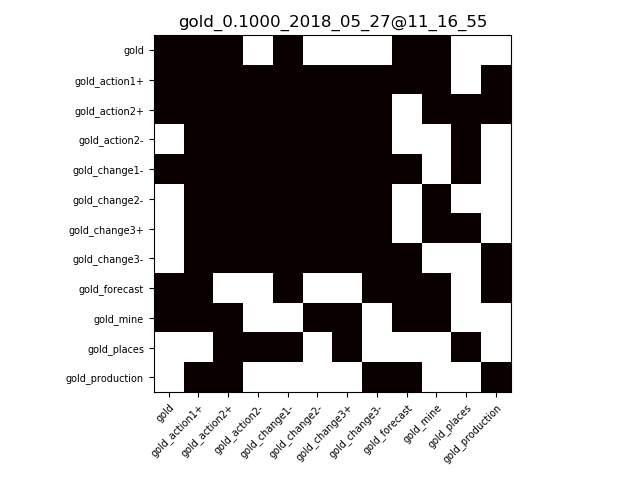 gold_0.1000_2018_05_27@11_16_55
gold
gold_action1+
gold_action2+
gold_action2-
gold_change1-
gold_change2-
gold_change3+
gold_change3-
gold_forecast
gold_mine
gold_places
gold_production
gold
gold_action1+
gold_action2+
gold_action2-
gold_change1-
gold_change2-
gold_change3+
gold_change3-
gold_forecast
gold_mine
gold_places
gold_production